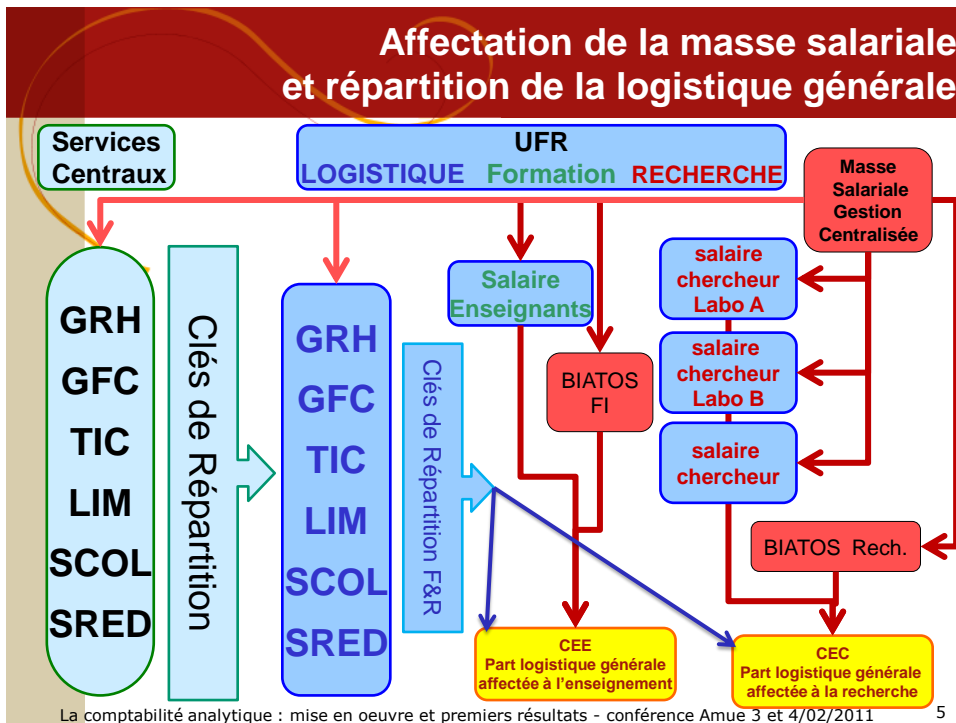 Affectation de la masse salariale
et répartition de la logistique générale
Services
Centraux
UFR
LOGISTIQUE Formation RECHERCHE
Masse
Salariale
Gestion
Centralisée
GRH
GFC
TIC
LIM
SCOL
SRED
Clés de Répartition
GRH
GFC
TIC
LIM
SCOL
SRED
Clés de Répartition F&R
Salaire
Enseignants
BIATOS
FI
salaire
chercheur
Labo A
salaire
chercheur
Labo B
salaire
chercheur
BIATOS Rech.
CEE
Part logistique générale
affectée à l'enseignement
CEC
Part logistique générale
affectée à la recherche
La comptabilité analytique : mise en oeuvre et premiers résultats - conférence Amue 3 et 4/02/2011
5